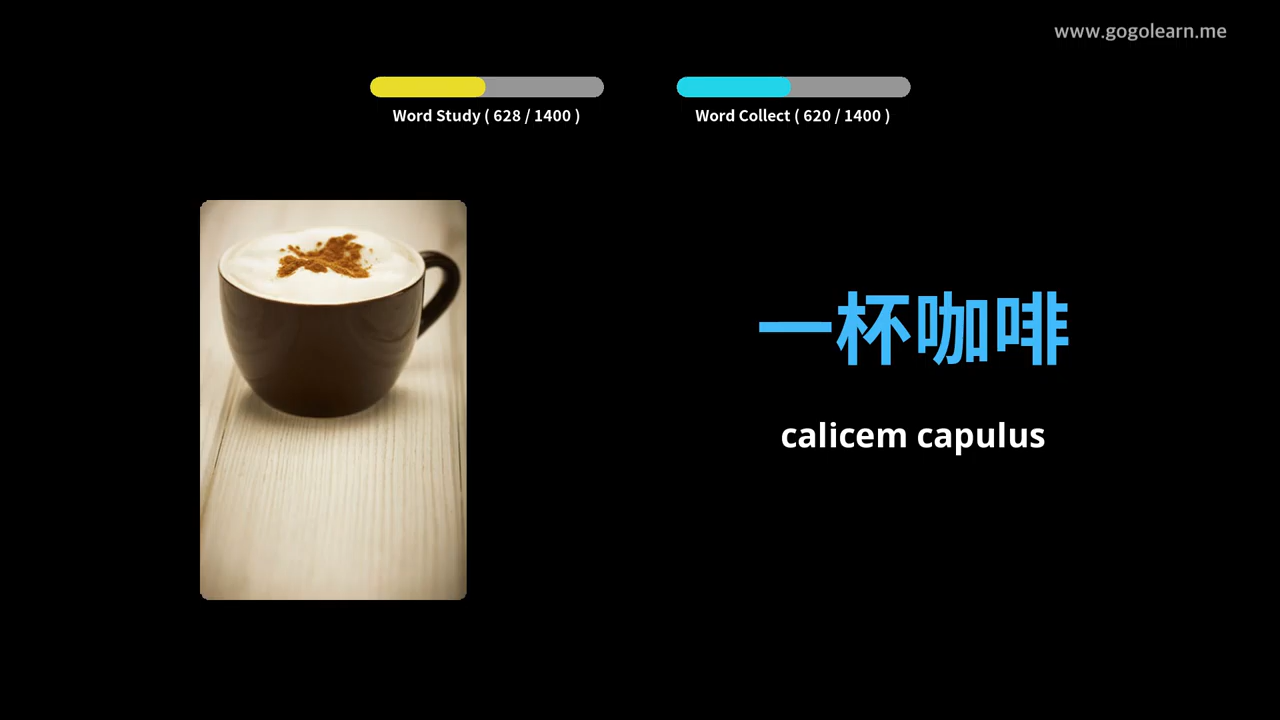 www.gogolearn.me
Word Study ( 628 / 1400 )
Word Collect ( 620 / 1400 )
一杯咖啡
calicem capulus